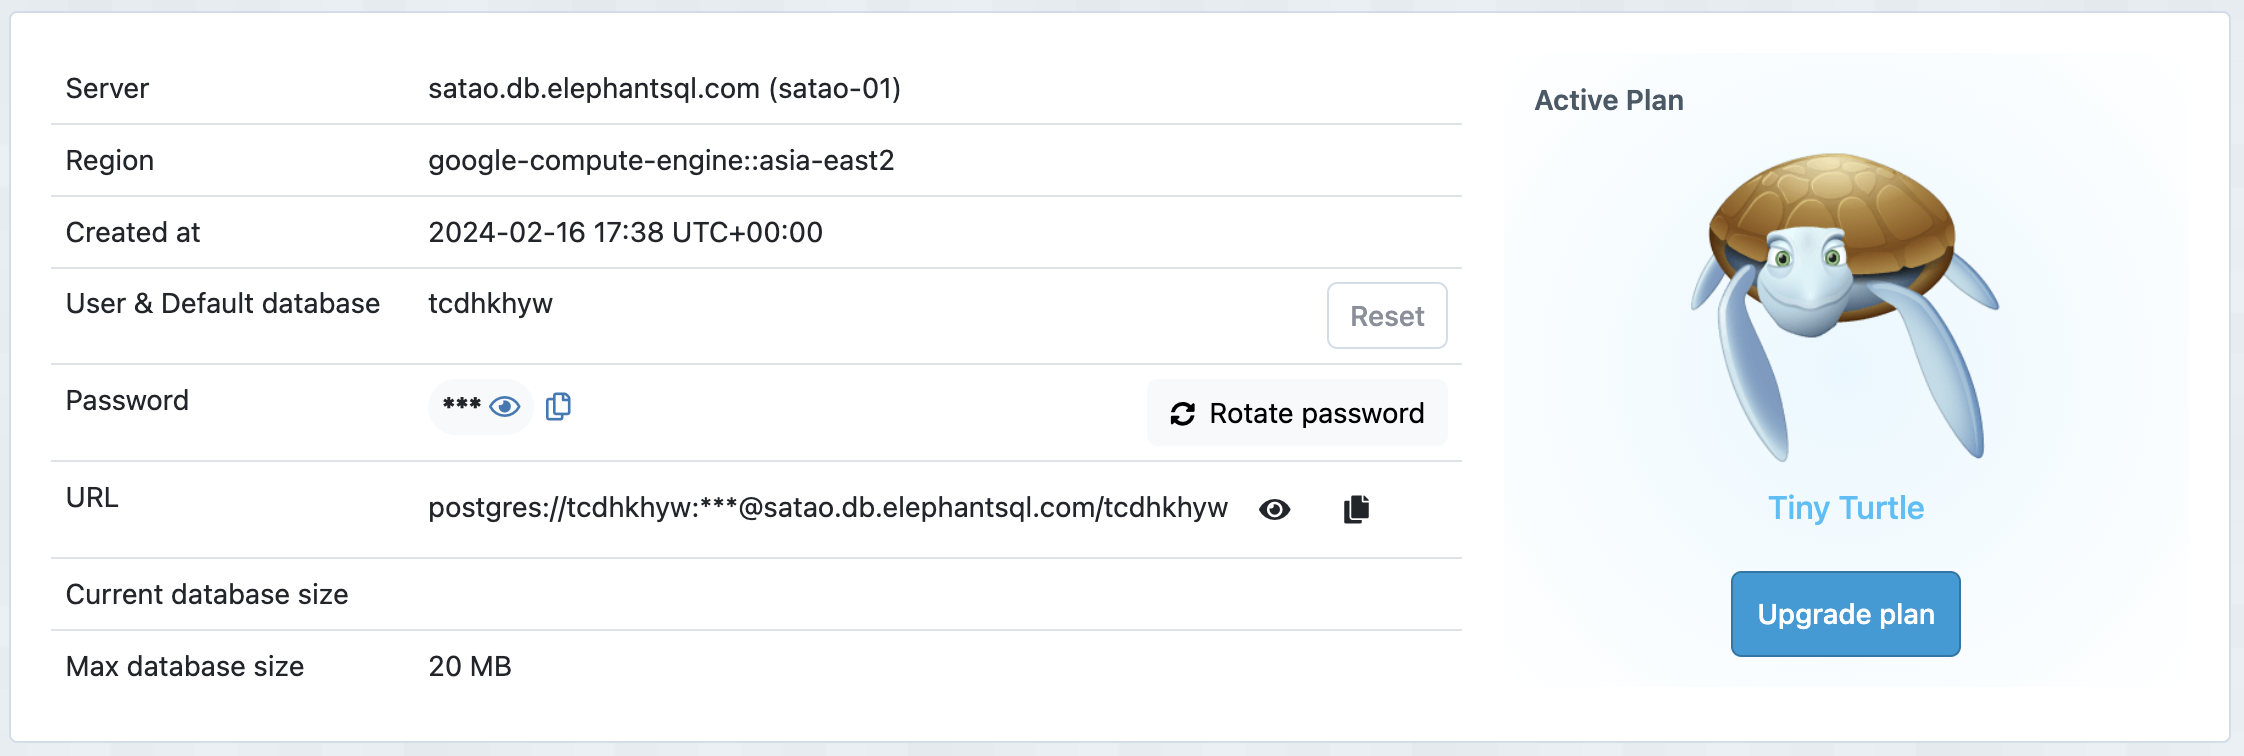 Server satao.db.elephantsql.com (satao-01)
Region google-compute-engine::asia-east2
Created at 2024-02-16 17:38 UTC+00:00
User & Default database tcdhkhyw Reset
Password *** Rotate password
URL postgres://tcdhkhyw:***@satao.db.elephantsql.com/tcdhkhyw
Current database size
Max database size 20 MB
Active Plan
Tiny Turtle
Upgrade plan